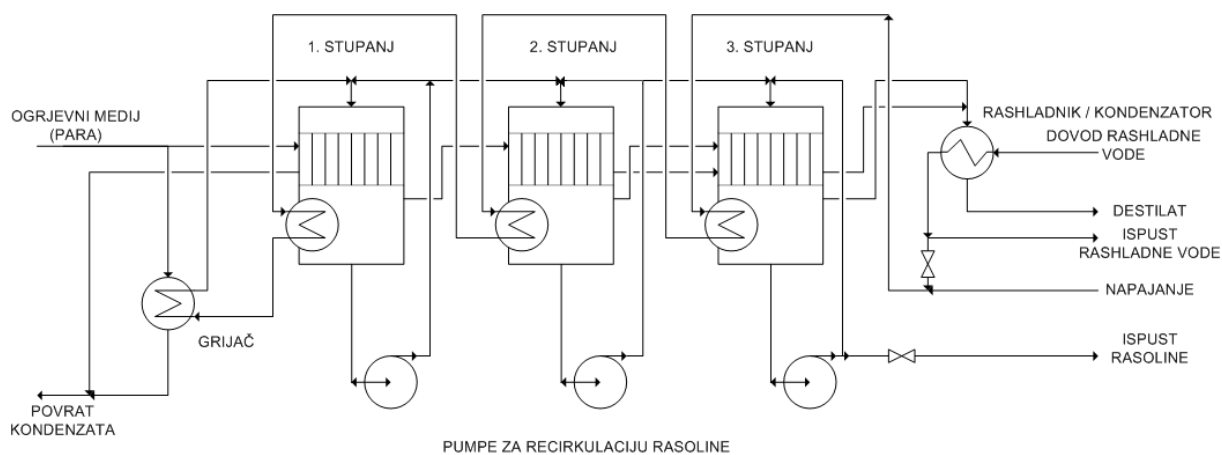 1. STUPANJ
2. STUPANJ
3. STUPANJ
OGRJEVNI MEDIJ
(PARA)
RASHLADNIK / KONDENZATOR
DOVOD RASHLADNE
VODE
DESTILAT
ISPUST
RASHLADNE VODE
NAPAJANJE
GRIJAČ
ISPUST
RASOLINE
POVRAT
KONDENZATA
PUMPE ZA RECIRKULACIJU RASOLINE